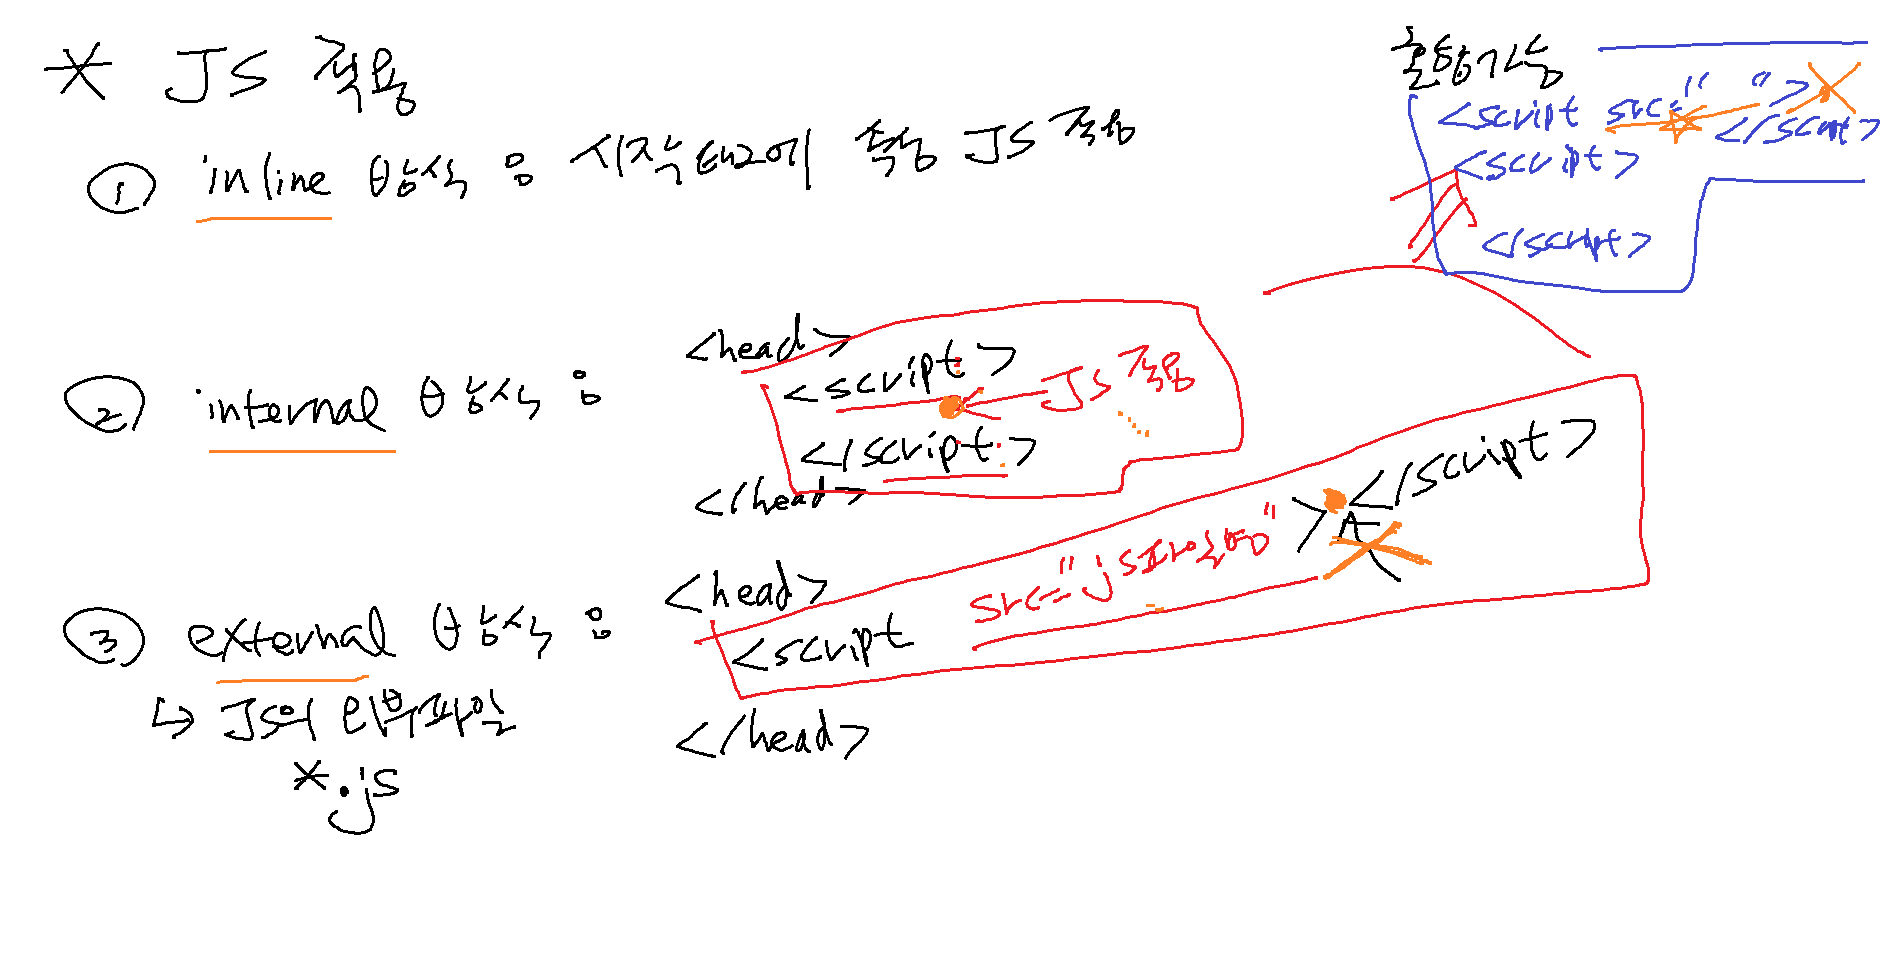 * JS 적용
① inline 방식 : 시작태그에 속성 JS 적용
② internal 방식 :
<head>
<script>
JS 적용
</script>
</head>
③ external 방식 :
↳ JS의 외부파일
*.js
<head>
<script src="js파일명"></script>
</head>
혼합가능
<script src=" "></script>
<script>
</script>